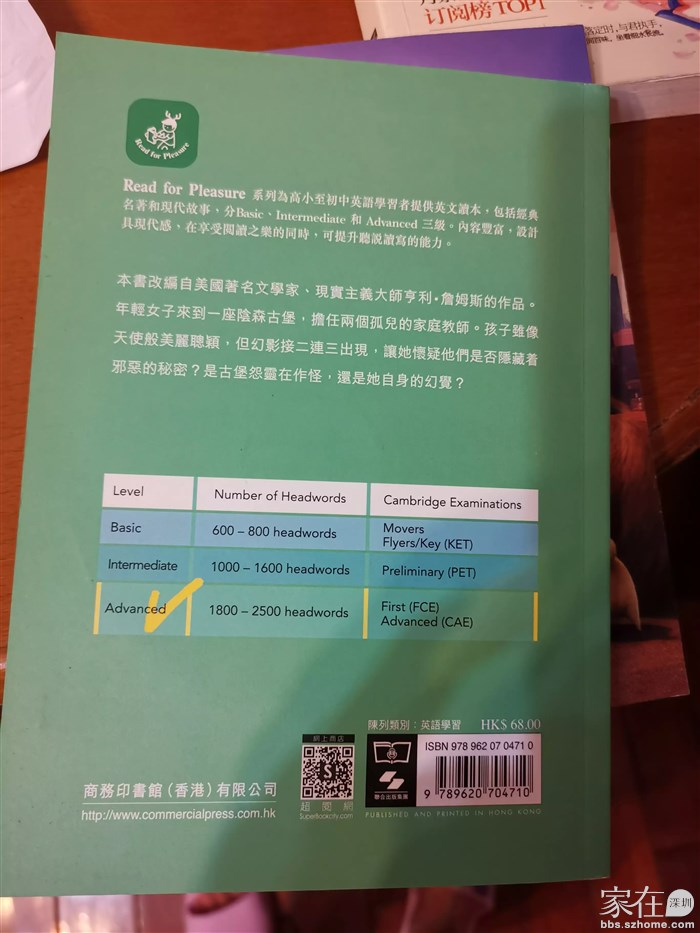 订阅榜TOP1
Read for Pleasure
Read for Pleasure 系列為高小至初中英語學習者提供英文讀本，包括經典
名著和現代故事，分Basic、Intermediate 和 Advanced 三級。內容豐富，設計
具現代感，在享受閱讀之樂的同時，可提升聽說讀寫的能力。
本書改編自美國著名文學家、現實主義大師亨利·詹姆斯的作品。
年輕女子來到一座陰森古堡，擔任兩個孤兒的家庭教師。孩子雖像
天使般美麗聰穎，但幻影接二連三出現，讓她懷疑他們是否隱藏着
邪惡的秘密？是古堡怨靈在作怪，還是她自身的幻覺？
Level Number of Headwords Cambridge Examinations
Basic 600 – 800 headwords Movers
Flyers/Key (KET)
Intermediate 1000 – 1600 headwords Preliminary (PET)
Advanced 1800 – 2500 headwords First (FCE)
Advanced (CAE)
陳列類別：英語學習 HK$ 68.00
網上商店
超閱網
SuperBookcity.com
聯合出版集團
ISBN 978 962 07 0471 0
9 789620 704710
PUBLISHED AND PRINTED IN HONG KONG
商務印書館（香港）有限公司
http://www.commercialpress.com.hk
家在深圳
bbs.szhome.com